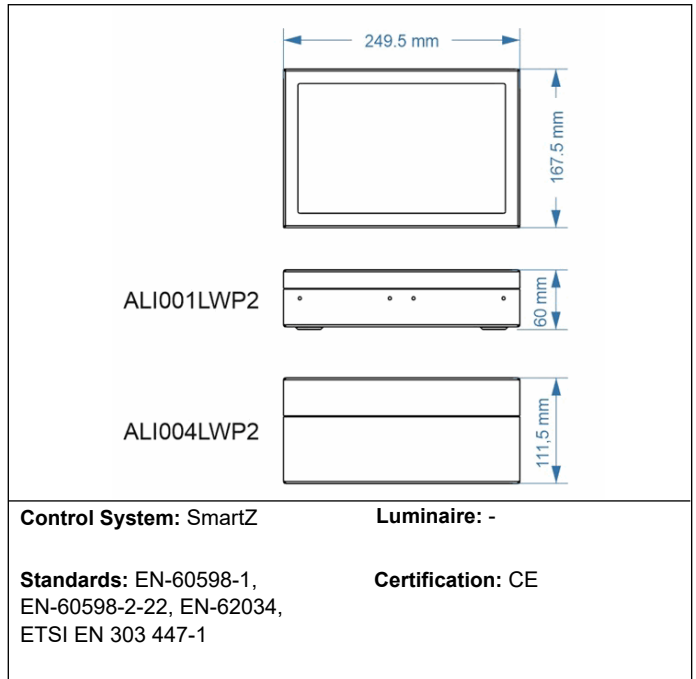 249.5 mm
167.5 mm
ALI001LWP2
60 mm
ALI004LWP2
111,5 mm
Control System: SmartZ
Luminaire: -
Standards: EN-60598-1,
EN-60598-2-22, EN-62034,
ETSI EN 303 447-1
Certification: CE